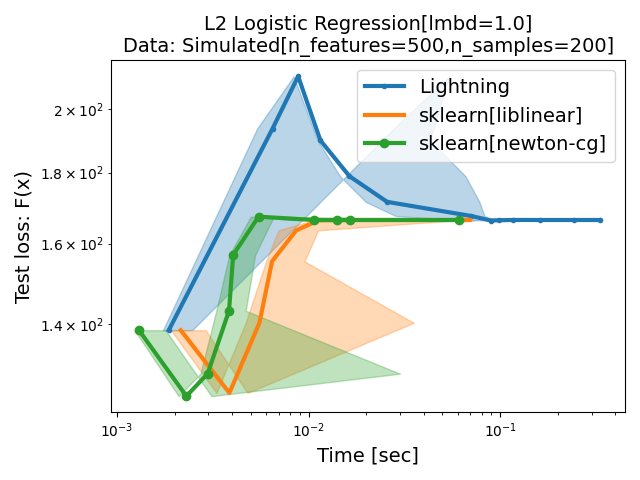 L2 Logistic Regression[lmbd=1.0]
Data: Simulated[n_features=500,n_samples=200]
Test loss: F(x)
2 × 10²
1.8 × 10²
1.6 × 10²
1.4 × 10²
Lightning
sklearn[liblinear]
sklearn[newton-cg]
10⁻³
10⁻²
10⁻¹
Time [sec]